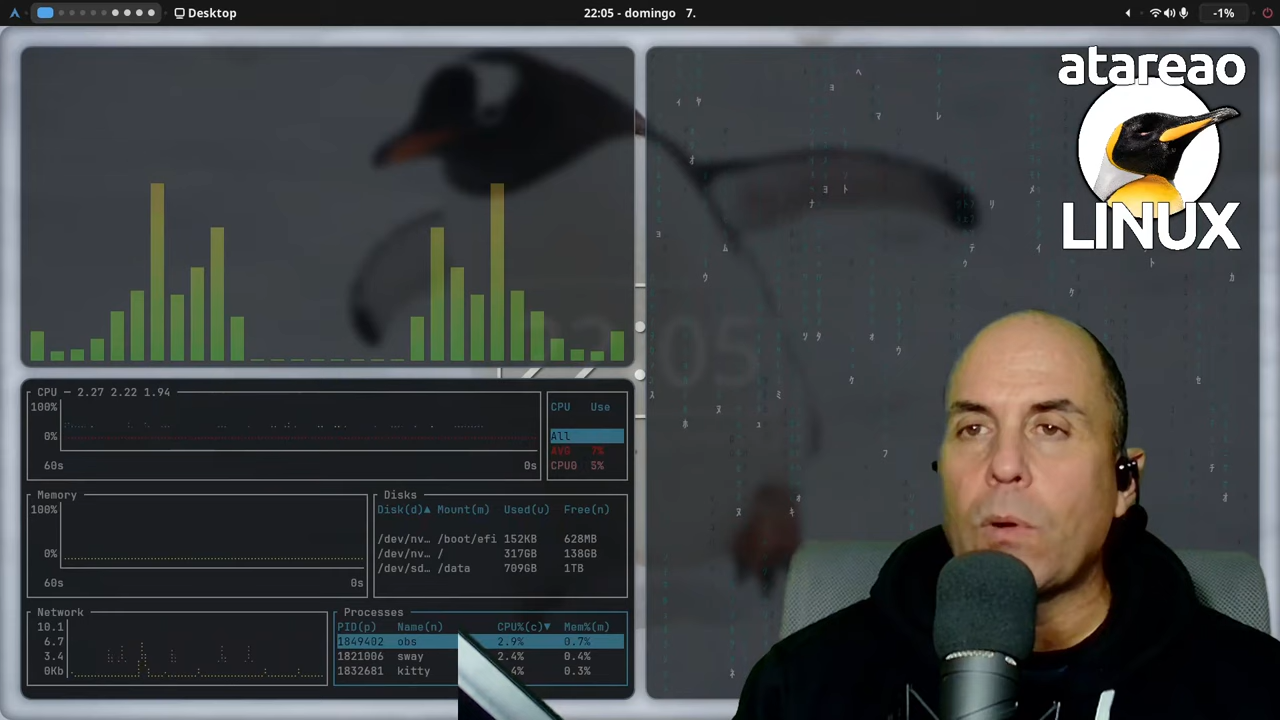 Desktop
22:05 - domingo 7.
-1%
atareao
LINUX
22:05
CPU — 2.27 2.22 1.94
100%
0%
60s 0s
CPU Use
All
AVG 7%
CPU0 5%
Memory
100%
0%
60s 0s
Disks
Disk(d)▲ Mount(m) Used(u) Free(n)
/dev/nv… /boot/efi 152KB 628MB
/dev/nv… / 317GB 138GB
/dev/sd… /data 709GB 1TB
Network
10.1
6.7
3.4
0Kb
Processes
PID(p) Name(n) CPU%(c)▼ Mem%(m)
1849402 obs 2.9% 0.7%
1821006 sway 2.4% 0.4%
1832681 kitty 4% 0.3%